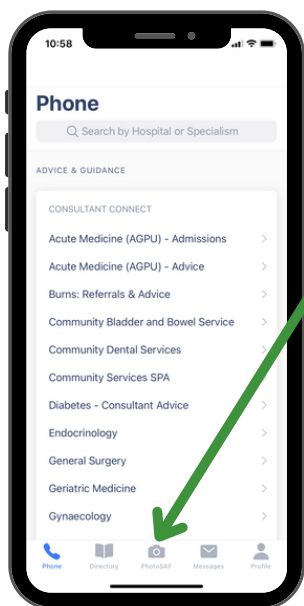 10:58
Phone
Search by Hospital or Specialism
ADVICE & GUIDANCE
CONSULTANT CONNECT
Acute Medicine (AGPU) - Admissions
Acute Medicine (AGPU) - Advice
Burns: Referrals & Advice
Community Bladder and Bowel Service
Community Dental Services
Community Services SPA
Diabetes - Consultant Advice
Endocrinology
General Surgery
Geriatric Medicine
Gynaecology
Phone Directory PhotoSAF Messages Profile